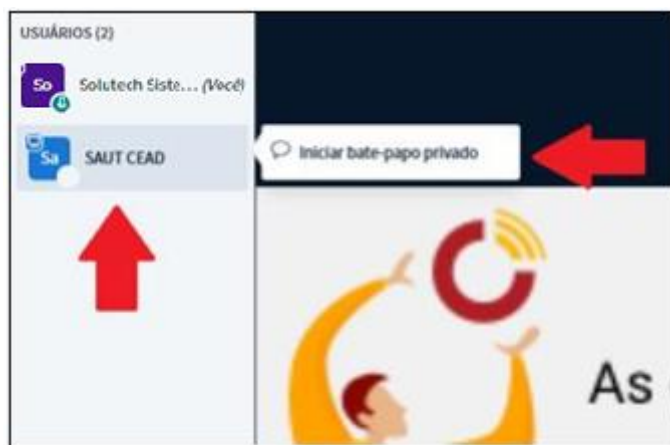 USUÁRIOS (2)
So
Solutech Siste... (Você)
Sa
SAUT CEAD
Iniciar bate-papo privado
As